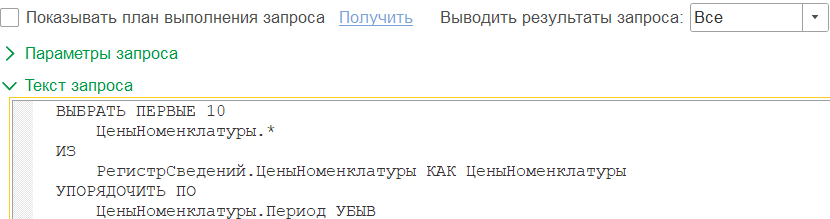 Показывать план выполнения запроса Получить Выводить результаты запроса: Все
Параметры запроса
Текст запроса
ВЫБРАТЬ ПЕРВЫЕ 10
ЦеныНоменклатуры.*
ИЗ
РегистрСведений.ЦеныНоменклатуры КАК ЦеныНоменклатуры
УПОРЯДОЧИТЬ ПО
ЦеныНоменклатуры.Период УБЫВ